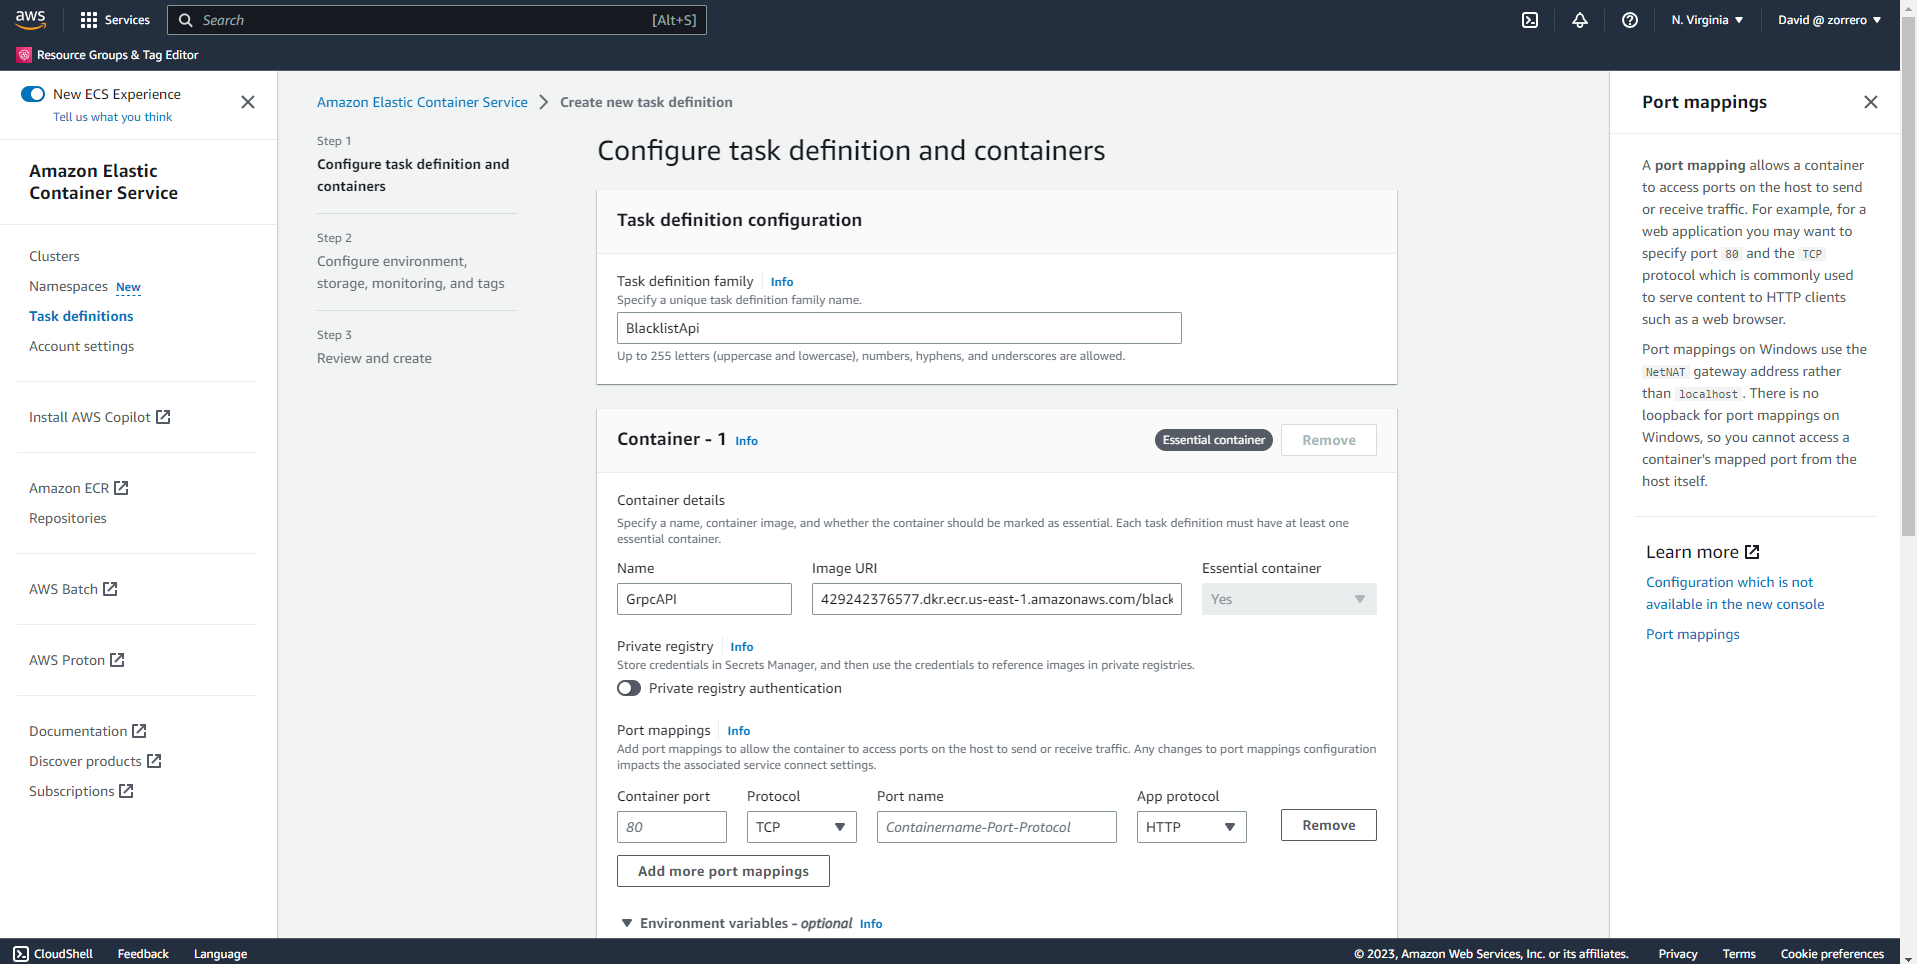 aws
Services
Search
[Alt+S]
N. Virginia
David @ zorrero
Resource Groups & Tag Editor
New ECS Experience
Tell us what you think
Amazon Elastic
Container Service
Clusters
Namespaces New
Task definitions
Account settings
Install AWS Copilot
Amazon ECR
Repositories
AWS Batch
AWS Proton
Documentation
Discover products
Subscriptions
Amazon Elastic Container Service
Create new task definition
Step 1
Configure task definition and
containers
Step 2
Configure environment,
storage, monitoring, and tags
Step 3
Review and create
Configure task definition and containers
Task definition configuration
Task definition family Info
Specify a unique task definition family name.
BlacklistApi
Up to 255 letters (uppercase and lowercase), numbers, hyphens, and underscores are allowed.
Container - 1 Info
Essential container
Remove
Container details
Specify a name, container image, and whether the container should be marked as essential. Each task definition must have at least one
essential container.
Name
Image URI
Essential container
GrpcAPI
429242376577.dkr.ecr.us-east-1.amazonaws.com/black
Yes
Private registry Info
Store credentials in Secrets Manager, and then use the credentials to reference images in private registries.
Private registry authentication
Port mappings Info
Add port mappings to allow the container to access ports on the host to send or receive traffic. Any changes to port mappings configuration
impacts the associated service connect settings.
Container port
Protocol
Port name
App protocol
80
TCP
Containername-Port-Protocol
HTTP
Remove
Add more port mappings
Environment variables - optional Info
Port mappings
A port mapping allows a container
to access ports on the host to send
or receive traffic. For example, for a
web application you may want to
specify port 80 and the TCP
protocol which is commonly used
to serve content to HTTP clients
such as a web browser.
Port mappings on Windows use the
NetNAT gateway address rather
than localhost. There is no
loopback for port mappings on
Windows, so you cannot access a
container's mapped port from the
host itself.
Learn more
Configuration which is not
available in the new console
Port mappings
CloudShell
Feedback
Language
© 2023, Amazon Web Services, Inc. or its affiliates.
Privacy
Terms
Cookie preferences